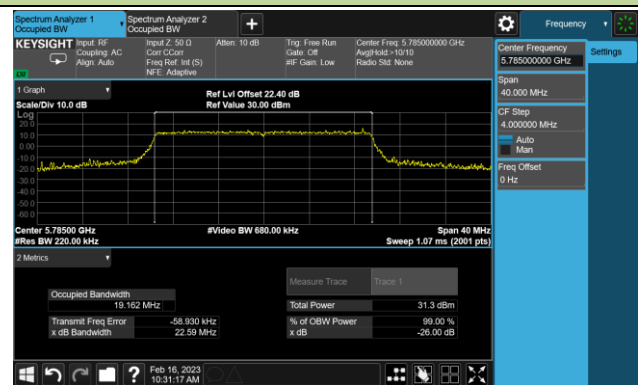 Spectrum Analyzer 1
Occupied BW
Spectrum Analyzer 2
Occupied BW
+
Frequency
KEYSIGHT
Input: RF
Coupling: AC
Align: Auto
Input Z: 50 Ω
Corr CCorr
Freq Ref: Int (S)
NFE: Adaptive
Atten: 10 dB
Trig: Free Run
Gate: Off
#IF Gain: Low
Center Freq: 5.785000000 GHz
Avg|Hold:>10/10
Radio Std: None
LXI
Center Frequency
5.785000000 GHz
Settings
Span
40.000 MHz
CF Step
4.000000 MHz
Auto
Man
Freq Offset
0 Hz
1 Graph
Scale/Div 10.0 dB
Ref Lvl Offset 22.40 dB
Ref Value 30.00 dBm
Log
20.0
10.0
0.00
-10.0
-20.0
-30.0
-40.0
-50.0
-60.0
Center 5.78500 GHz
#Video BW 680.00 kHz
Span 40 MHz
#Res BW 220.00 kHz
Sweep 1.07 ms (2001 pts)
2 Metrics
Measure Trace
Trace 1
Occupied Bandwidth
19.162 MHz
Total Power
31.3 dBm
Transmit Freq Error
-58.930 kHz
% of OBW Power
99.00 %
x dB Bandwidth
22.59 MHz
x dB
-26.00 dB
?
Feb 16, 2023
10:31:17 AM